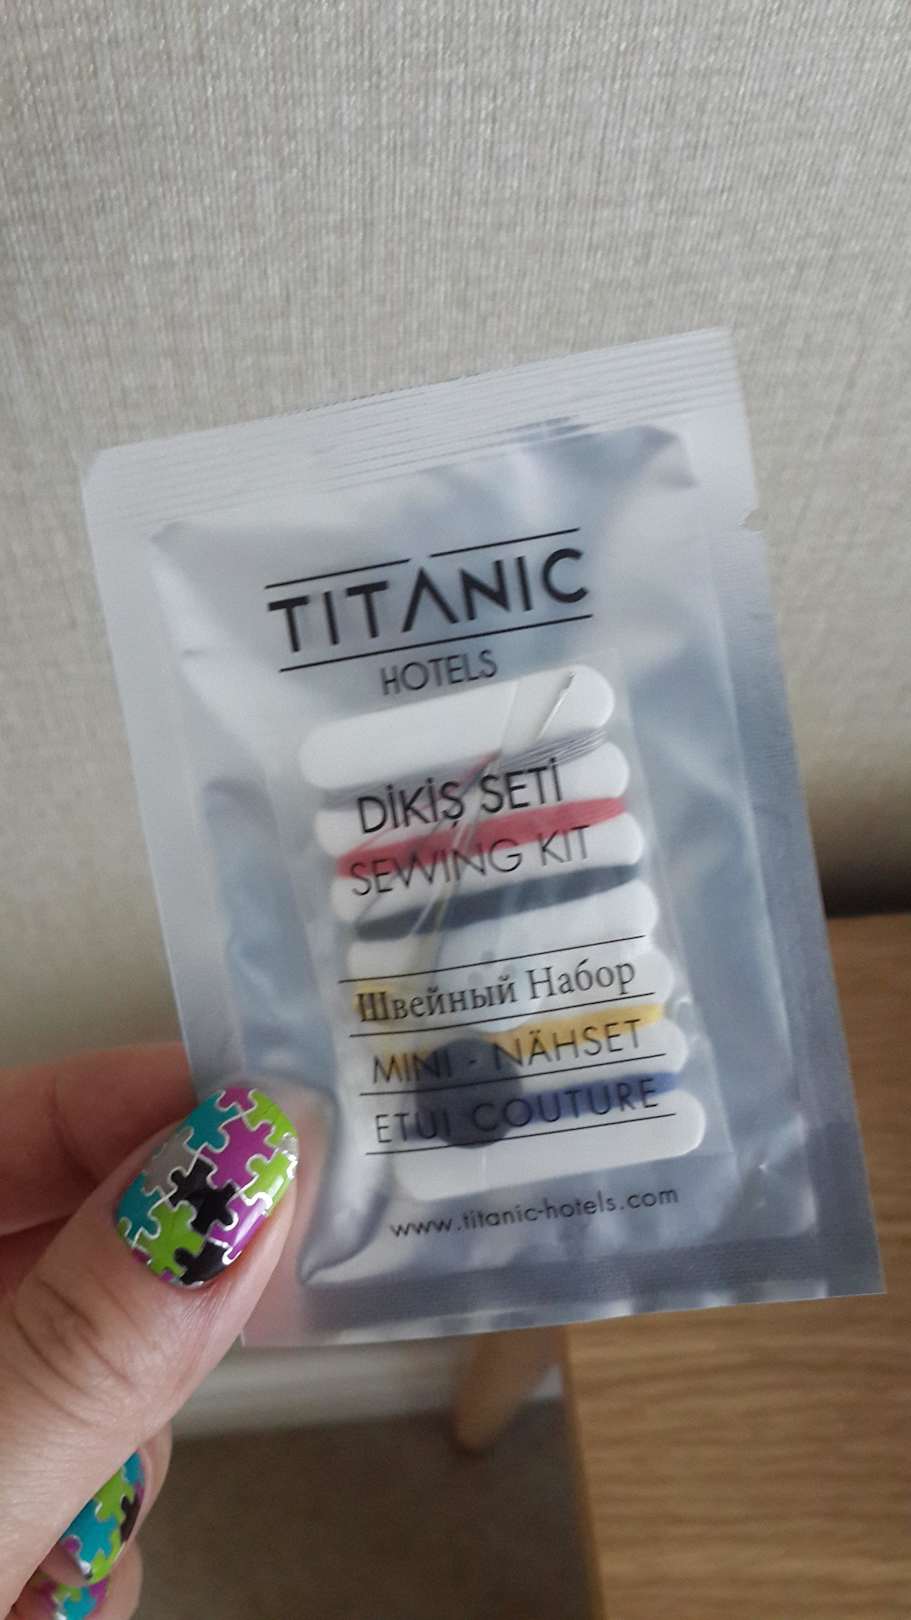 TITANIC
HOTELS
DİKİŞ SETİ
SEWING KIT
Швейный Набор
MINI - NÄHSET
ETUI COUTURE
www.titanic-hotels.com